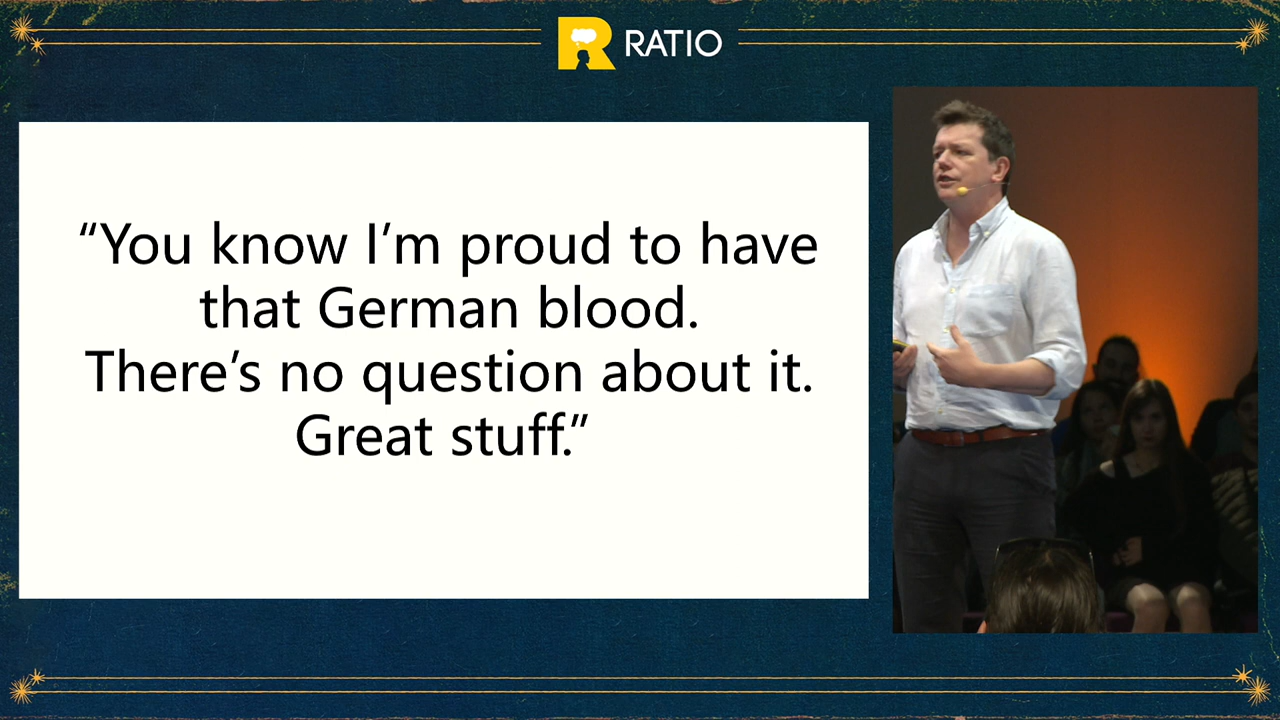 RATIO
“You know I’m proud to have
that German blood.
There’s no question about it.
Great stuff.”